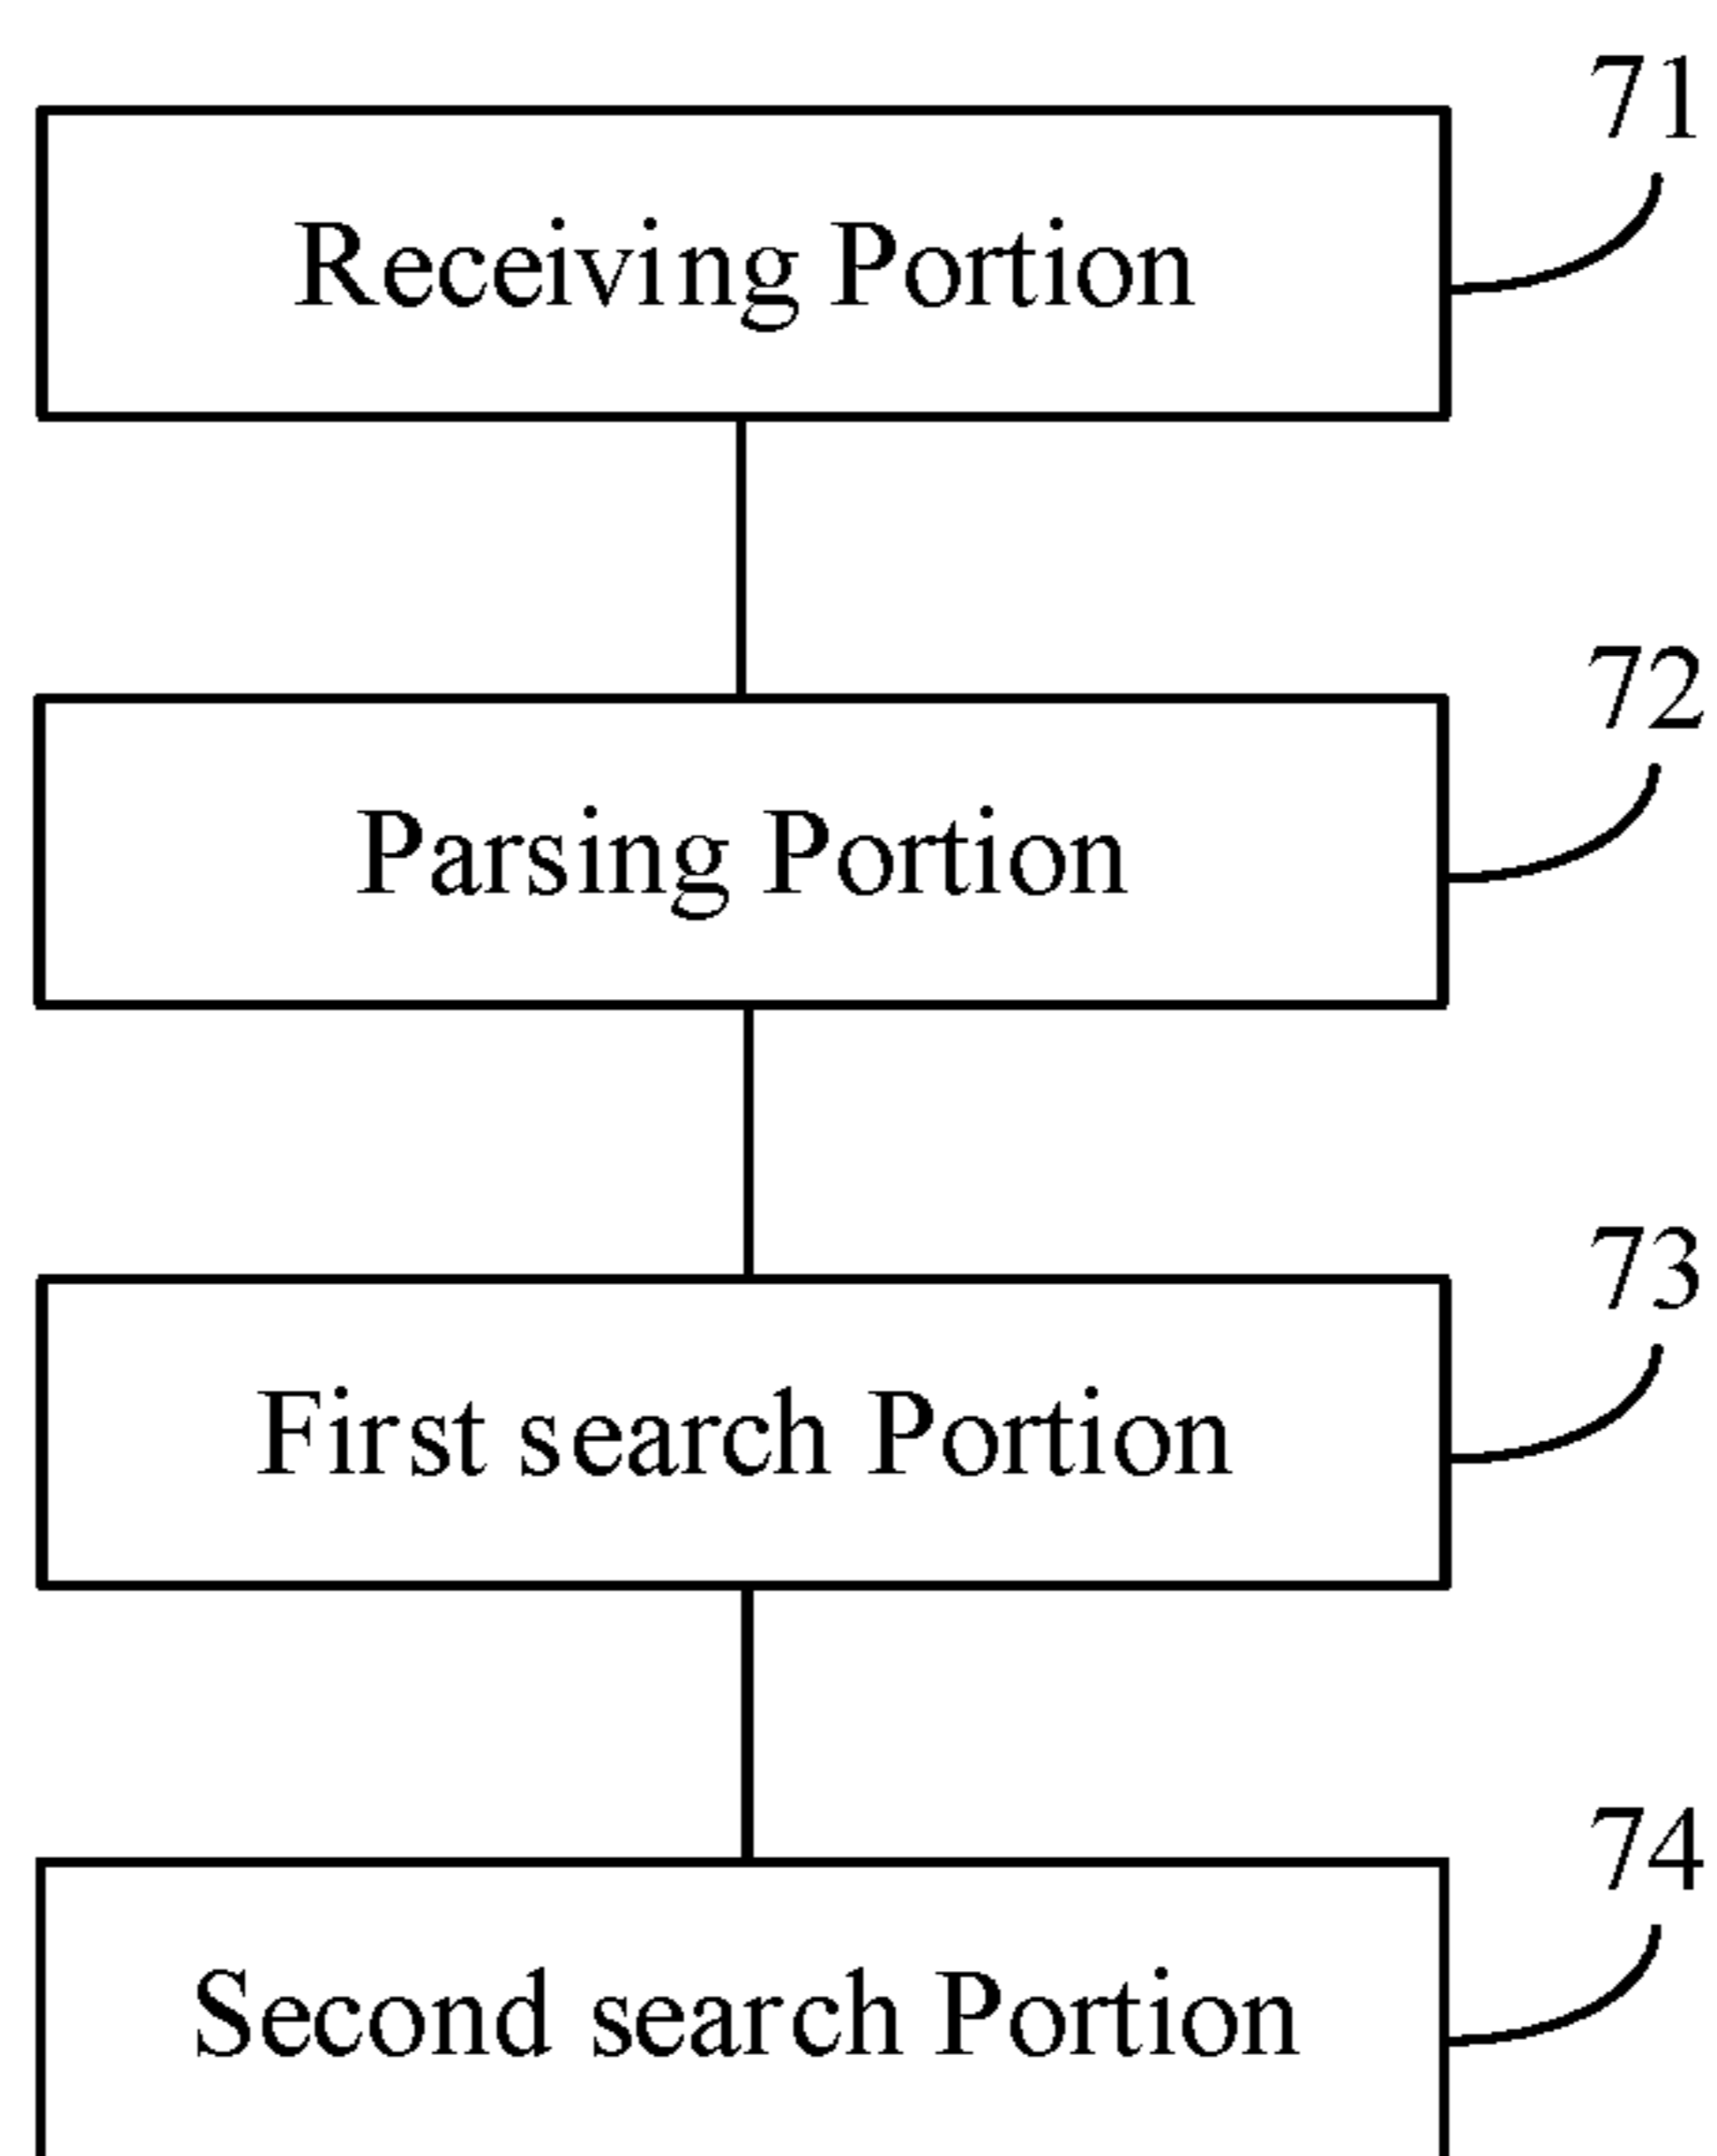 71
Receiving Portion
72
Parsing Portion
73
First search Portion
74
Second search Portion